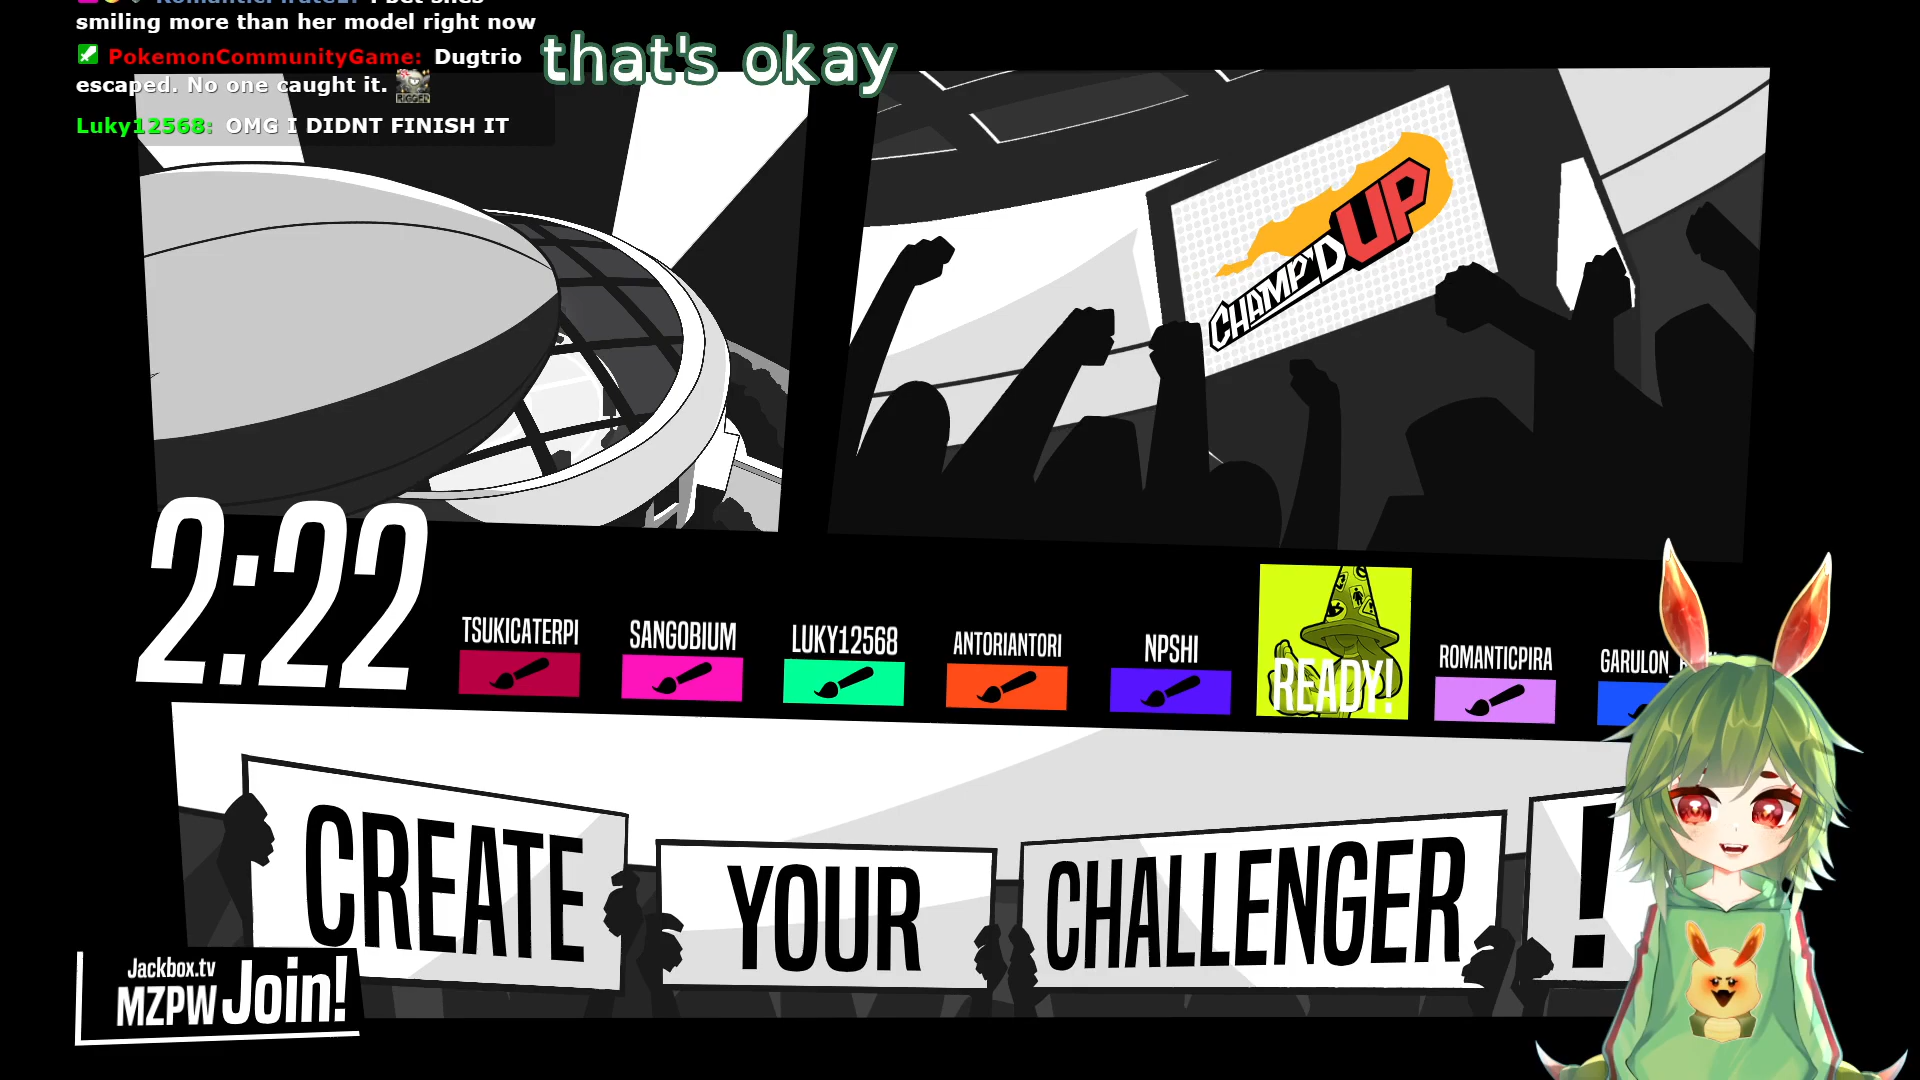 smiling more than her model right now
PokemonCommunityGame: Dugtrio
escaped. No one caught it.
Luky12568: OMG I DIDNT FINISH IT
that's okay
CHAMP'D UP
2:22
TSUKICATERPI
SANGOBIUM
LUKY12568
ANTORIANTORI
NPSHI
READY!
ROMANTICPIRA
CREATE
YOUR
CHALLENGER
!
Jackbox.tv
MZPW Join!